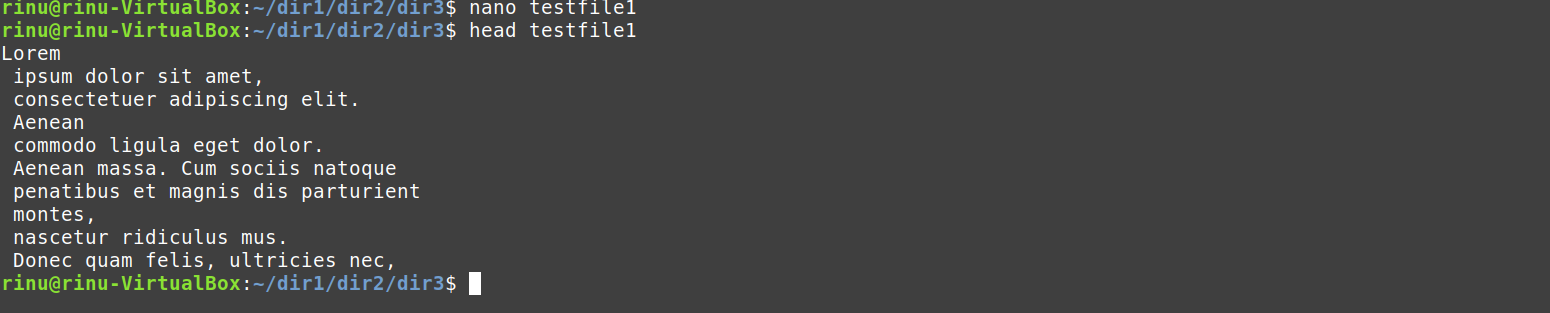 rinu@rinu-VirtualBox:~/dir1/dir2/dir3$ nano testfile1
rinu@rinu-VirtualBox:~/dir1/dir2/dir3$ head testfile1
Lorem
 ipsum dolor sit amet,
 consectetuer adipiscing elit.
 Aenean
 commodo ligula eget dolor.
 Aenean massa. Cum sociis natoque
 penatibus et magnis dis parturient
 montes,
 nascetur ridiculus mus.
 Donec quam felis, ultricies nec,
rinu@rinu-VirtualBox:~/dir1/dir2/dir3$